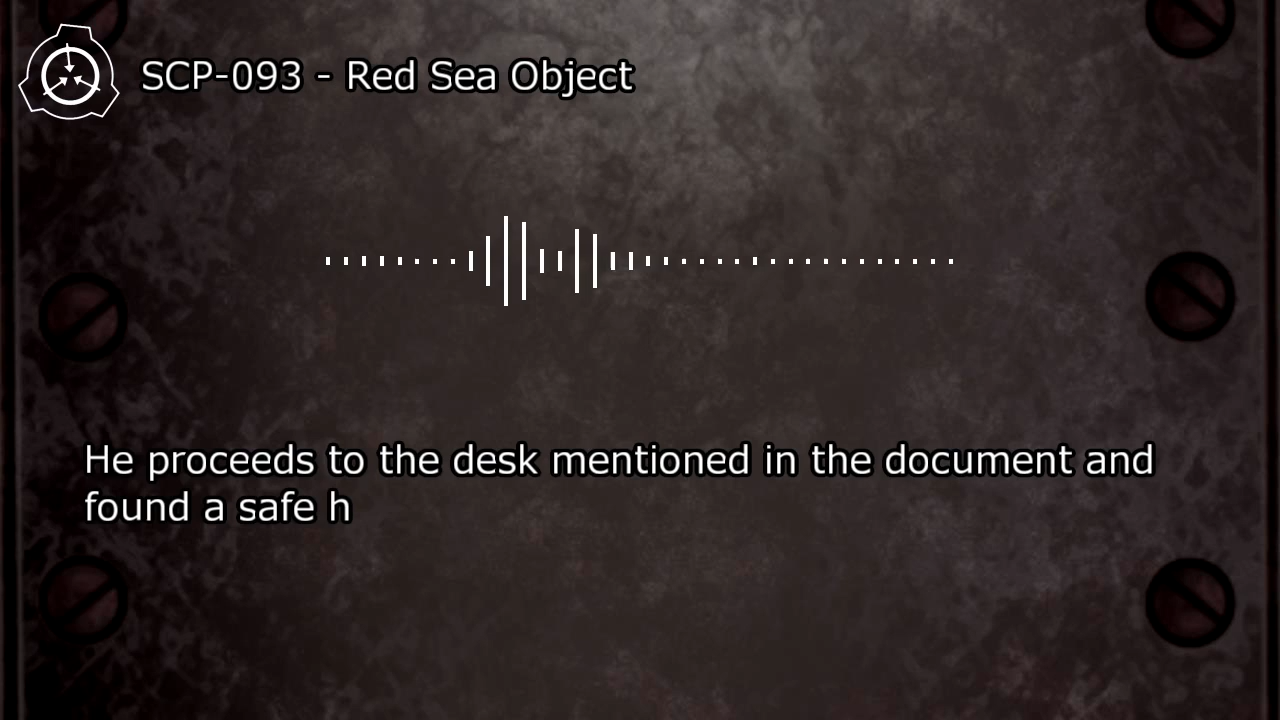 SCP-093 - Red Sea Object
He proceeds to the desk mentioned in the document and
found a safe h